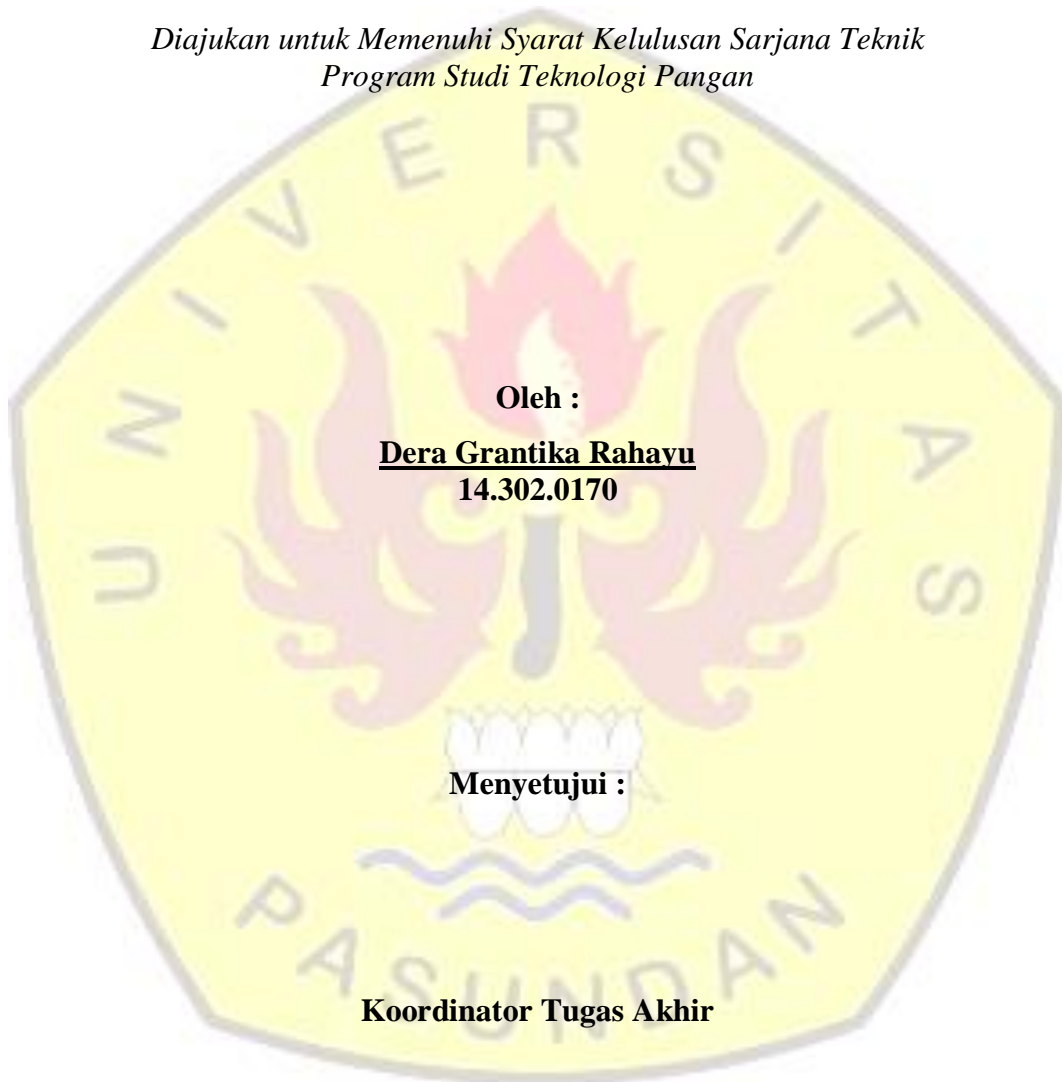 Diajukan untuk Memenuhi Syarat Kelulusan Sarjana Teknik
Program Studi Teknologi Pangan
UNIVERSITAS
Oleh :
Dera Grantika Rahayu
14.302.0170
Menyetujui :
PASUNDAN
Koordinator Tugas Akhir